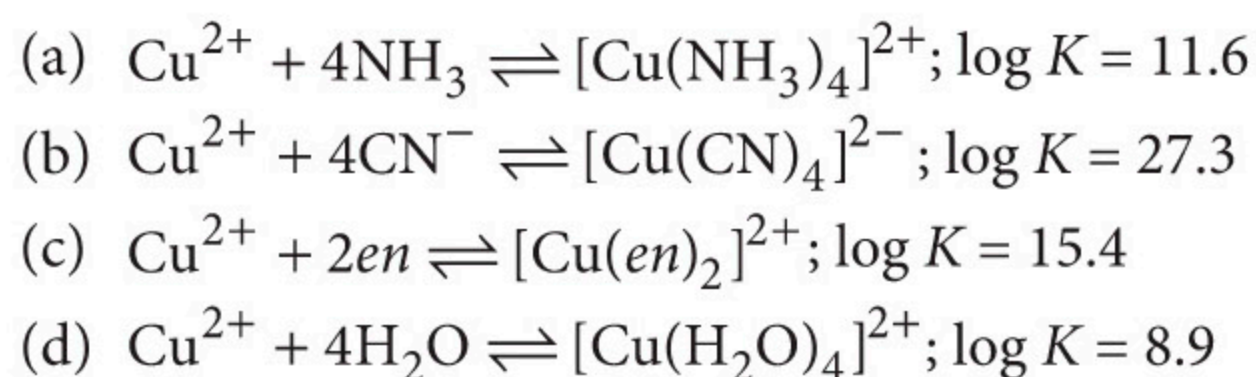 (a) Cu²⁺ + 4NH₃ ⇌ [Cu(NH₃)₄]²⁺; log K = 11.6
(b) Cu²⁺ + 4CN⁻ ⇌ [Cu(CN)₄]²⁻ ; log K = 27.3
(c) Cu²⁺ + 2en ⇌ [Cu(en)₂]²⁺; log K = 15.4
(d) Cu²⁺ + 4H₂O ⇌ [Cu(H₂O)₄]²⁺; log K = 8.9